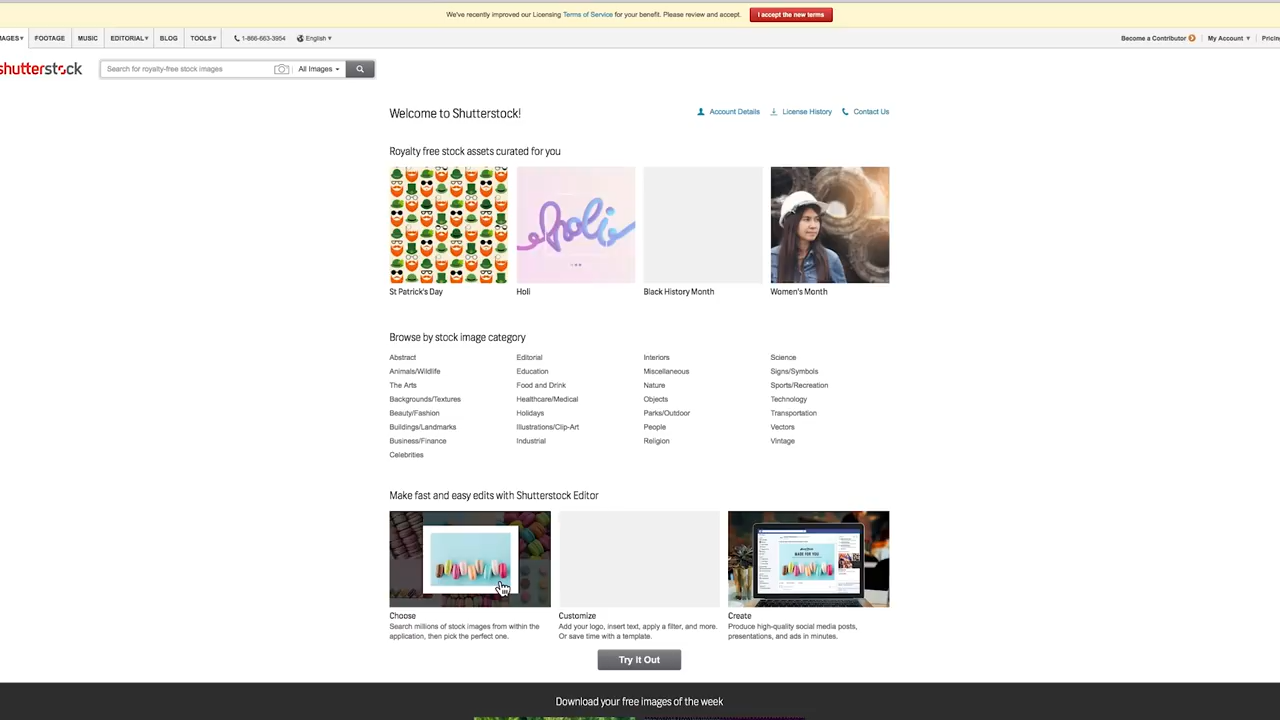 We've recently improved our Licensing Terms of Service for your benefit. Please review and accept. I accept the new terms
MAGES FOOTAGE MUSIC EDITORIAL BLOG TOOLS 1-866-663-3954 English Become a Contributor My Account Pricing
shutterstock Search for royalty-free stock images All Images
Welcome to Shutterstock! Account Details License History Contact Us
Royalty free stock assets curated for you
Holi
St Patrick's Day Holi Black History Month Women's Month
Browse by stock image category
Abstract Editorial Interiors Science
Animals/Wildlife Education Miscellaneous Signs/Symbols
The Arts Food and Drink Nature Sports/Recreation
Backgrounds/Textures Healthcare/Medical Objects Technology
Beauty/Fashion Holidays Parks/Outdoor Transportation
Buildings/Landmarks Illustrations/Clip-Art People Vectors
Business/Finance Industrial Religion Vintage
Celebrities
Make fast and easy edits with Shutterstock Editor
MADE FOR YOU
Choose Customize Create
Search millions of stock images from within the Add your logo, insert text, apply a filter, and more. Produce high-quality social media posts,
application, then pick the perfect one. Or save time with a template. presentations, and ads in minutes.
Try It Out
Download your free images of the week